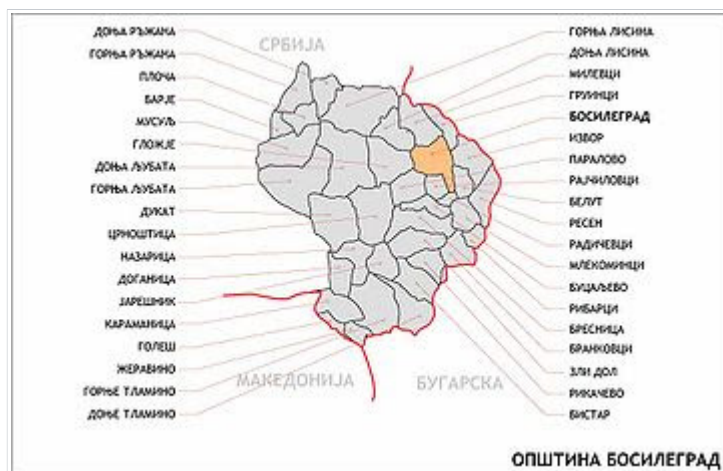 СРБИЈА
ДОЊА РЪЖАНА
ГОРЊА РЪЖАНА
ПЛОЧА
БАРЈЕ
МУСУЉ
ГЛОЖЈЕ
ДОЊА ЉУБАТА
ГОРЊА ЉУБАТА
ДУКАТ
ЦРНОШТИЦА
НАЗАРИЦА
ДОГАНИЦА
ЈАРЕШНИК
КАРАМАНИЦА
ГОЛЕШ
ЖЕРАВИНО
ГОРЊЕ ТЛАМИНО
ДОЊЕ ТЛАМИНО
ГОРЊА ЛИСИНА
ДОЊА ЛИСИНА
МИЛЕВЦИ
ГРУИНЦИ
БОСИЛЕГРАД
ИЗВОР
ПАРАЛОВО
РАЈЧИЛОВЦИ
БЕЛУТ
РЕСЕН
РАДИЧЕВЦИ
МЛЕКОМИНЦИ
БУЦАЉЕВО
РИБАРЦИ
БРЕСНИЦА
БРАНКОВЦИ
ЗЛИ ДОЛ
РИКАЧЕВО
БИСТАР
МАКЕДОНИЈА
БУГАРСКА
ОПШТИНА БОСИЛЕГРАД